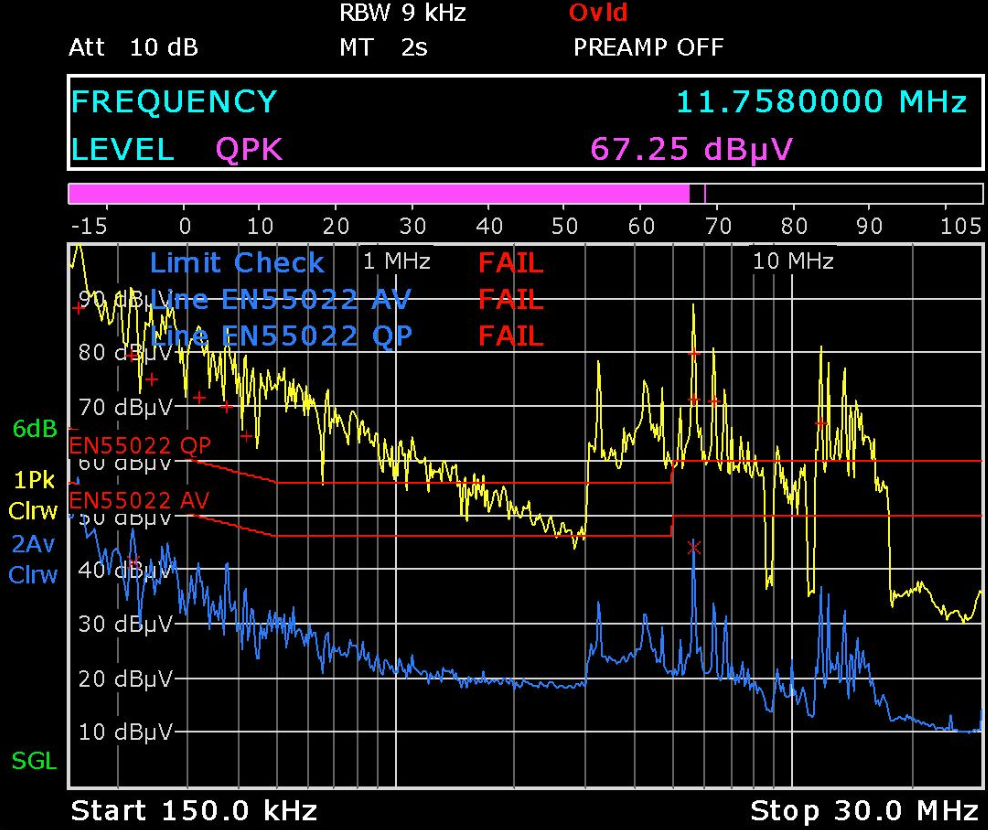 RBW 9 kHz Ovld
Att 10 dB MT 2s PREAMP OFF
FREQUENCY 11.7580000 MHz
LEVEL QPK 67.25 dBµV
-15 0 10 20 30 40 50 60 70 80 90 105
Limit Check 1 MHz FAIL 10 MHz
90 dBµV Line EN55022 AV FAIL
Line EN55022 QP FAIL
80 dBµV
70 dBµV
6dB
EN55022 QP
60 dBµV
1Pk
Clrw
EN55022 AV
50 dBµV
2Av
Clrw
40 dBµV
30 dBµV
20 dBµV
10 dBµV
SGL
Start 150.0 kHz Stop 30.0 MHz